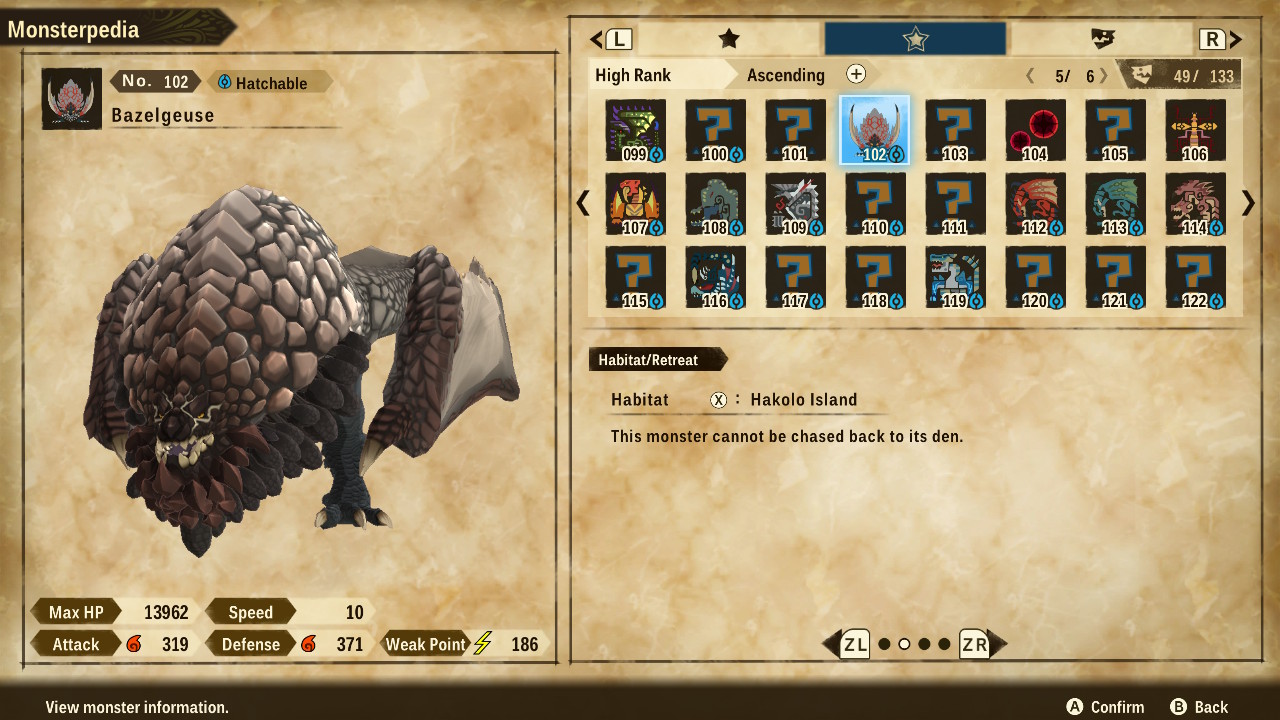 Monsterpedia
No. 102 Hatchable
Bazelgeuse
Max HP 13962 Speed 10
Attack 319 Defense 371 Weak Point 186
L R
High Rank Ascending + 5/ 6 49/ 133
? ? ? ? 
099 100 101 102 103 104 105 106
? ?
107 108 109 110 111 112 113 114
? ? ? ? ? ?
115 116 117 118 119 120 121 122
Habitat/Retreat
Habitat X : Hakolo Island
This monster cannot be chased back to its den.
ZL ZR
View monster information. A Confirm B Back